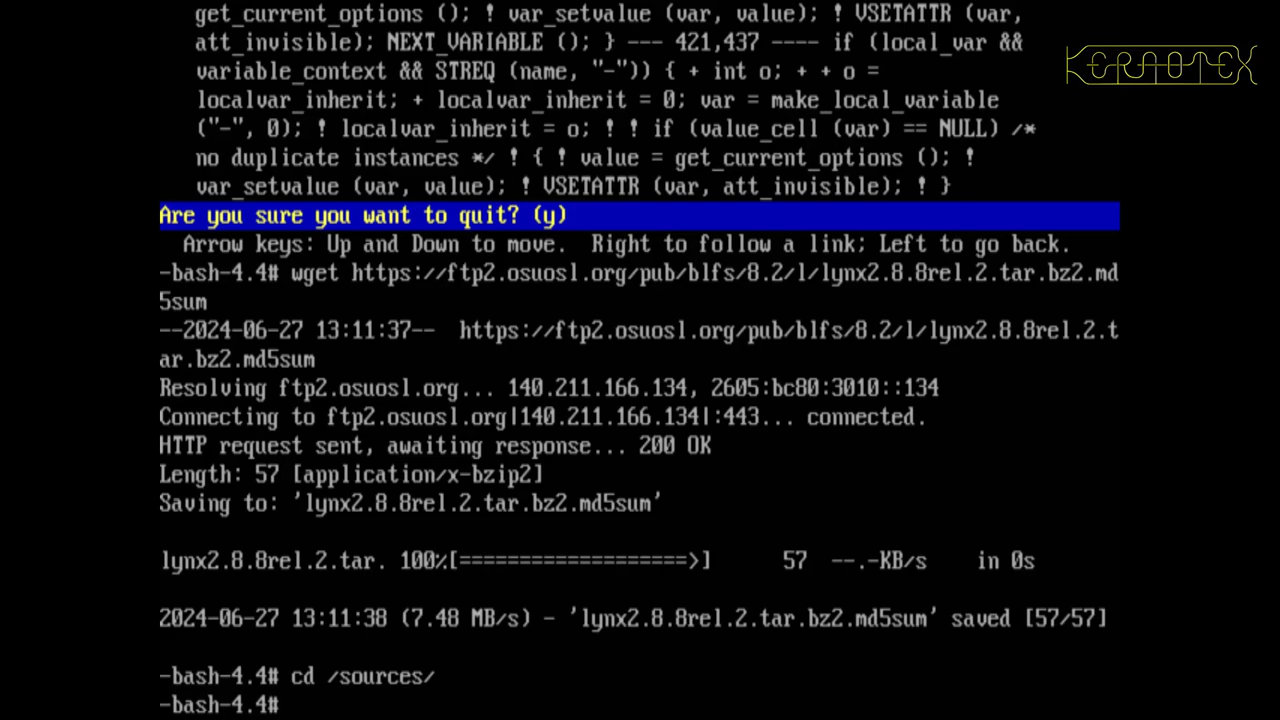 get_current_options (); ! var_setvalue (var, value); ! VSETATTR (var,
att_invisible); NEXT_VARIABLE (); } --- 421,437 ---- if (local_var &&
variable_context && STREQ (name, "-")) { + int o; + + o =
localvar_inherit; + localvar_inherit = 0; var = make_local_variable
("-", 0); ! localvar_inherit = o; ! ! if (value_cell (var) == NULL) /*
no duplicate instances */ ! { ! value = get_current_options (); !
var_setvalue (var, value); ! VSETATTR (var, att_invisible); ! }
Are you sure you want to quit? (y)
Arrow keys: Up and Down to move.  Right to follow a link; Left to go back.
-bash-4.4# wget https://ftp2.osuosl.org/pub/blfs/8.2/l/lynx2.8.8rel.2.tar.bz2.md
5sum
--2024-06-27 13:11:37--  https://ftp2.osuosl.org/pub/blfs/8.2/l/lynx2.8.8rel.2.t
ar.bz2.md5sum
Resolving ftp2.osuosl.org... 140.211.166.134, 2605:bc80:3010::134
Connecting to ftp2.osuosl.org|140.211.166.134|:443... connected.
HTTP request sent, awaiting response... 200 OK
Length: 57 [application/x-bzip2]
Saving to: 'lynx2.8.8rel.2.tar.bz2.md5sum'
lynx2.8.8rel.2.tar. 100%[===================>]      57  --.-KB/s    in 0s
2024-06-27 13:11:38 (7.48 MB/s) - 'lynx2.8.8rel.2.tar.bz2.md5sum' saved [57/57]
-bash-4.4# cd /sources/
-bash-4.4#